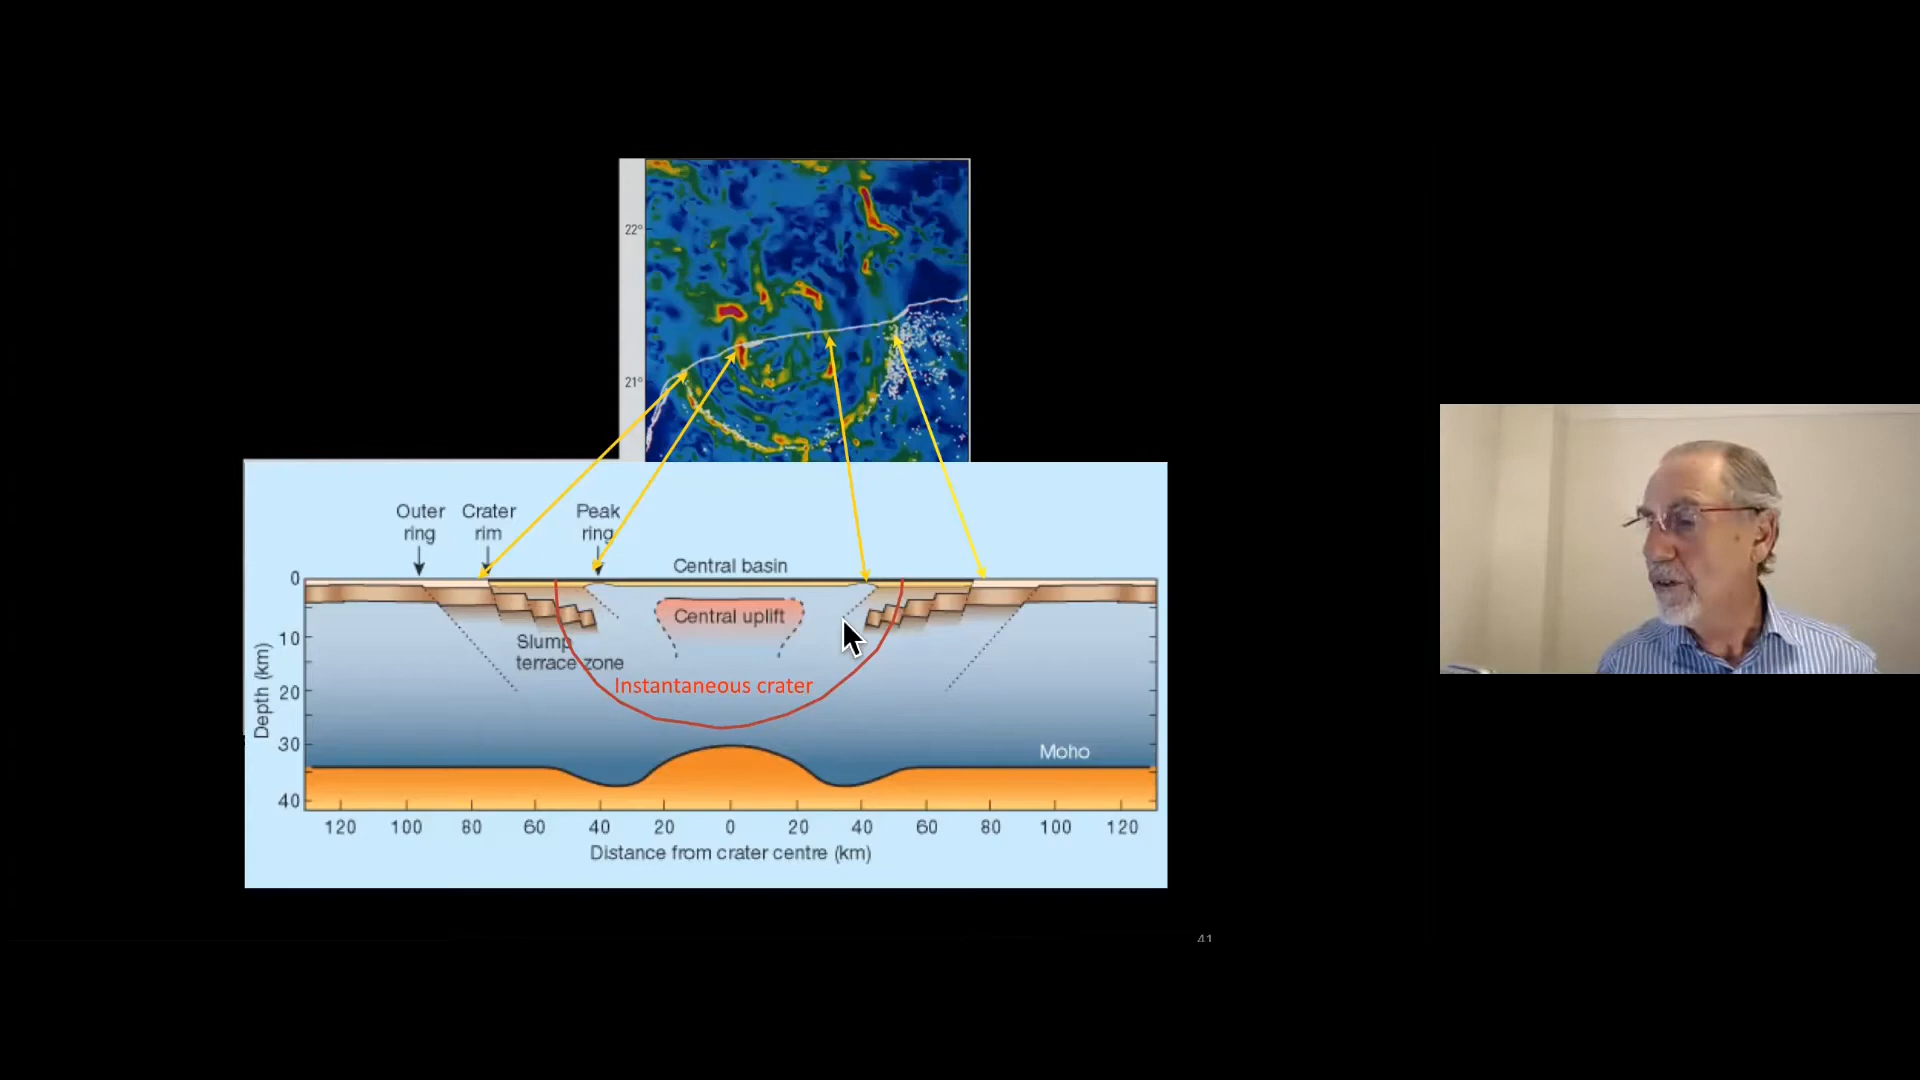 22°
21°
Outer
ring
Crater
rim
Peak
ring
Central basin
Central uplift
Slump
terrace zone
Instantaneous crater
Moho
Depth (km)
0
10
20
30
40
120 100 80 60 40 20 0 20 40 60 80 100 120
Distance from crater centre (km)
41